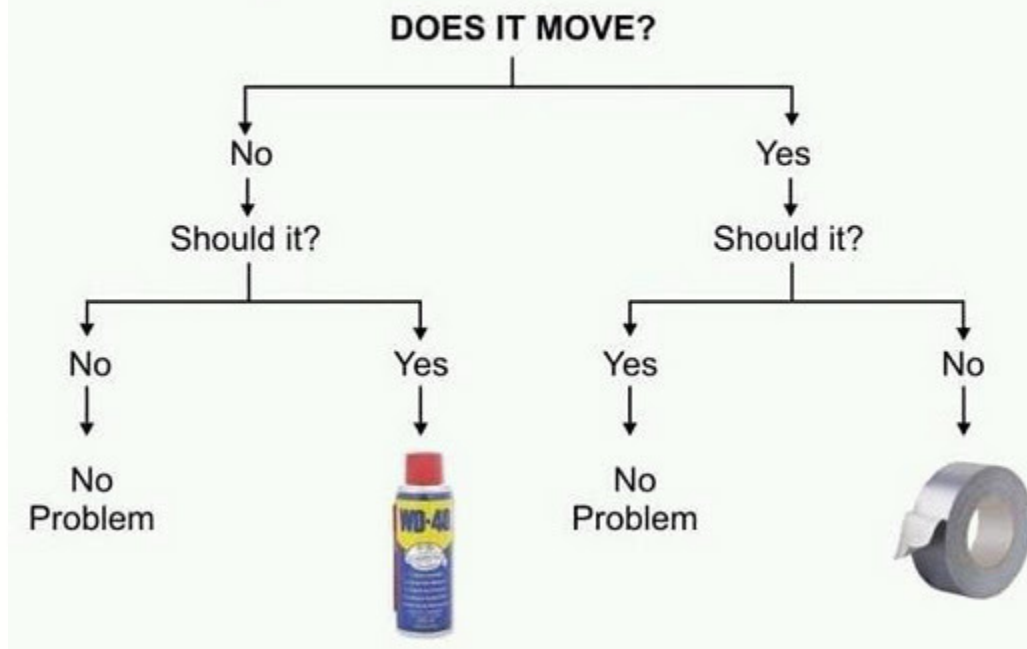 DOES IT MOVE?
No
Yes
Should it?
Should it?
No
Yes
Yes
No
No
Problem
WD-40
No
Problem